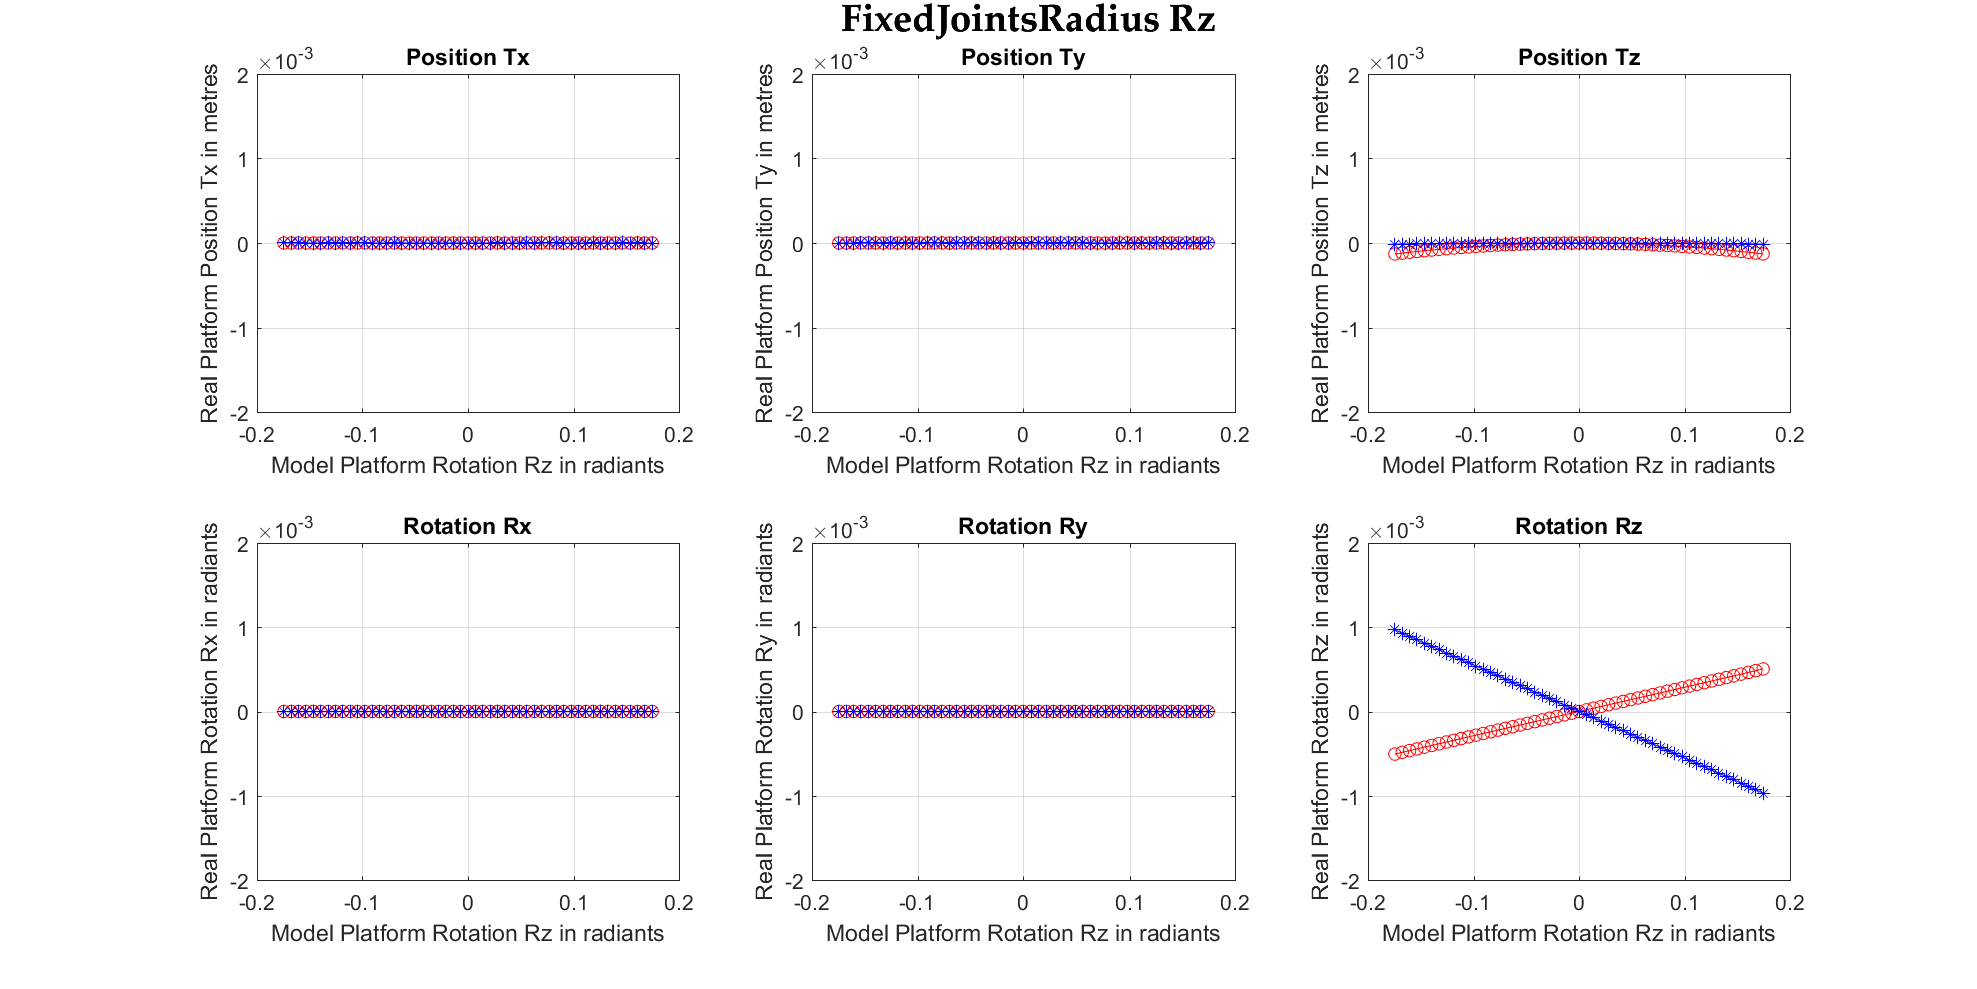 FixedJointsRadius Rz
Position Tx
×10-3
Real Platform Position Tx in metres
2
1
0
-1
-2
-0.2 -0.1 0 0.1 0.2
Model Platform Rotation Rz in radiants
Position Ty
×10-3
Real Platform Position Ty in metres
2
1
0
-1
-2
-0.2 -0.1 0 0.1 0.2
Model Platform Rotation Rz in radiants
Position Tz
×10-3
Real Platform Position Tz in metres
2
1
0
-1
-2
-0.2 -0.1 0 0.1 0.2
Model Platform Rotation Rz in radiants
Rotation Rx
×10-3
Real Platform Rotation Rx in radiants
2
1
0
-1
-2
-0.2 -0.1 0 0.1 0.2
Model Platform Rotation Rz in radiants
Rotation Ry
×10-3
Real Platform Rotation Ry in radiants
2
1
0
-1
-2
-0.2 -0.1 0 0.1 0.2
Model Platform Rotation Rz in radiants
Rotation Rz
×10-3
Real Platform Rotation Rz in radiants
2
1
0
-1
-2
-0.2 -0.1 0 0.1 0.2
Model Platform Rotation Rz in radiants